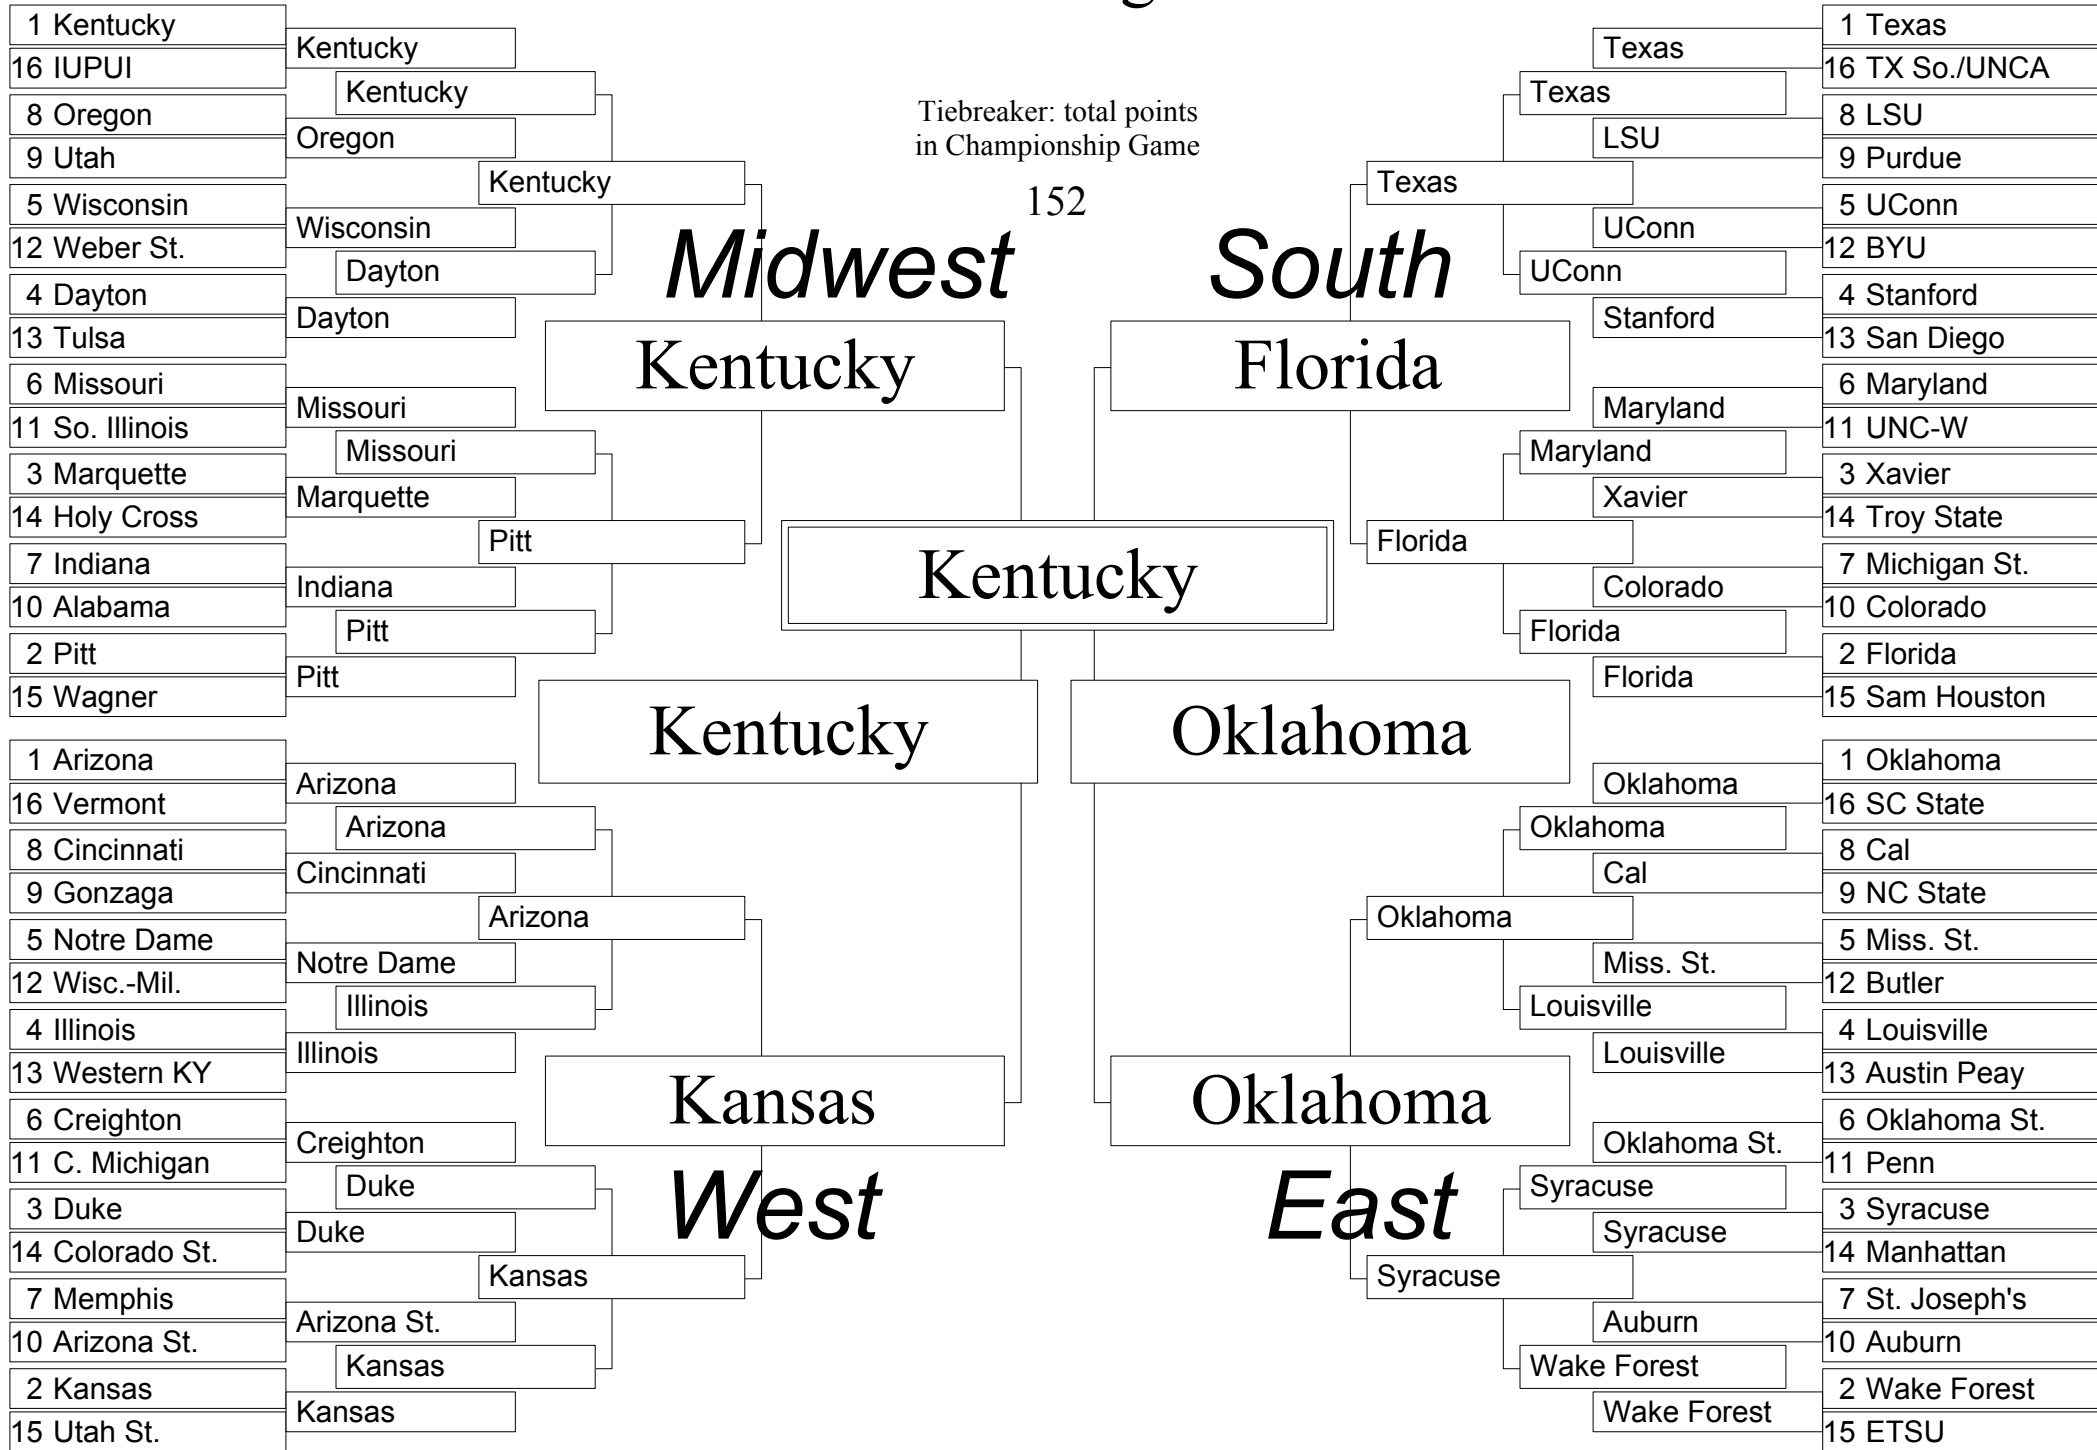 1 Kentucky
16 IUPUI
8 Oregon
9 Utah
5 Wisconsin
12 Weber St.
4 Dayton
13 Tulsa
6 Missouri
11 So. Illinois
3 Marquette
14 Holy Cross
7 Indiana
10 Alabama
2 Pitt
15 Wagner
Kentucky
Oregon
Wisconsin
Dayton
Missouri
Marquette
Indiana
Pitt
Kentucky
Dayton
Missouri
Pitt
Kentucky
Pitt
Midwest
Kentucky
1 Arizona
16 Vermont
8 Cincinnati
9 Gonzaga
5 Notre Dame
12 Wisc.-Mil.
4 Illinois
13 Western KY
6 Creighton
11 C. Michigan
3 Duke
14 Colorado St.
7 Memphis
10 Arizona St.
2 Kansas
15 Utah St.
Arizona
Cincinnati
Notre Dame
Illinois
Creighton
Duke
Arizona St.
Kansas
Arizona
Illinois
Duke
Kansas
Arizona
Kansas
Kansas
West
Tiebreaker: total points
in Championship Game
152
Kentucky
Kentucky
Oklahoma
South
Florida
Texas
Florida
Texas
UConn
Maryland
Florida
Texas
LSU
UConn
Stanford
Maryland
Xavier
Colorado
Florida
1 Texas
16 TX So./UNCA
8 LSU
9 Purdue
5 UConn
12 BYU
4 Stanford
13 San Diego
6 Maryland
11 UNC-W
3 Xavier
14 Troy State
7 Michigan St.
10 Colorado
2 Florida
15 Sam Houston
Oklahoma
East
Oklahoma
Syracuse
Oklahoma
Louisville
Syracuse
Wake Forest
Oklahoma
Cal
Miss. St.
Louisville
Oklahoma St.
Syracuse
Auburn
Wake Forest
1 Oklahoma
16 SC State
8 Cal
9 NC State
5 Miss. St.
12 Butler
4 Louisville
13 Austin Peay
6 Oklahoma St.
11 Penn
3 Syracuse
14 Manhattan
7 St. Joseph's
10 Auburn
2 Wake Forest
15 ETSU